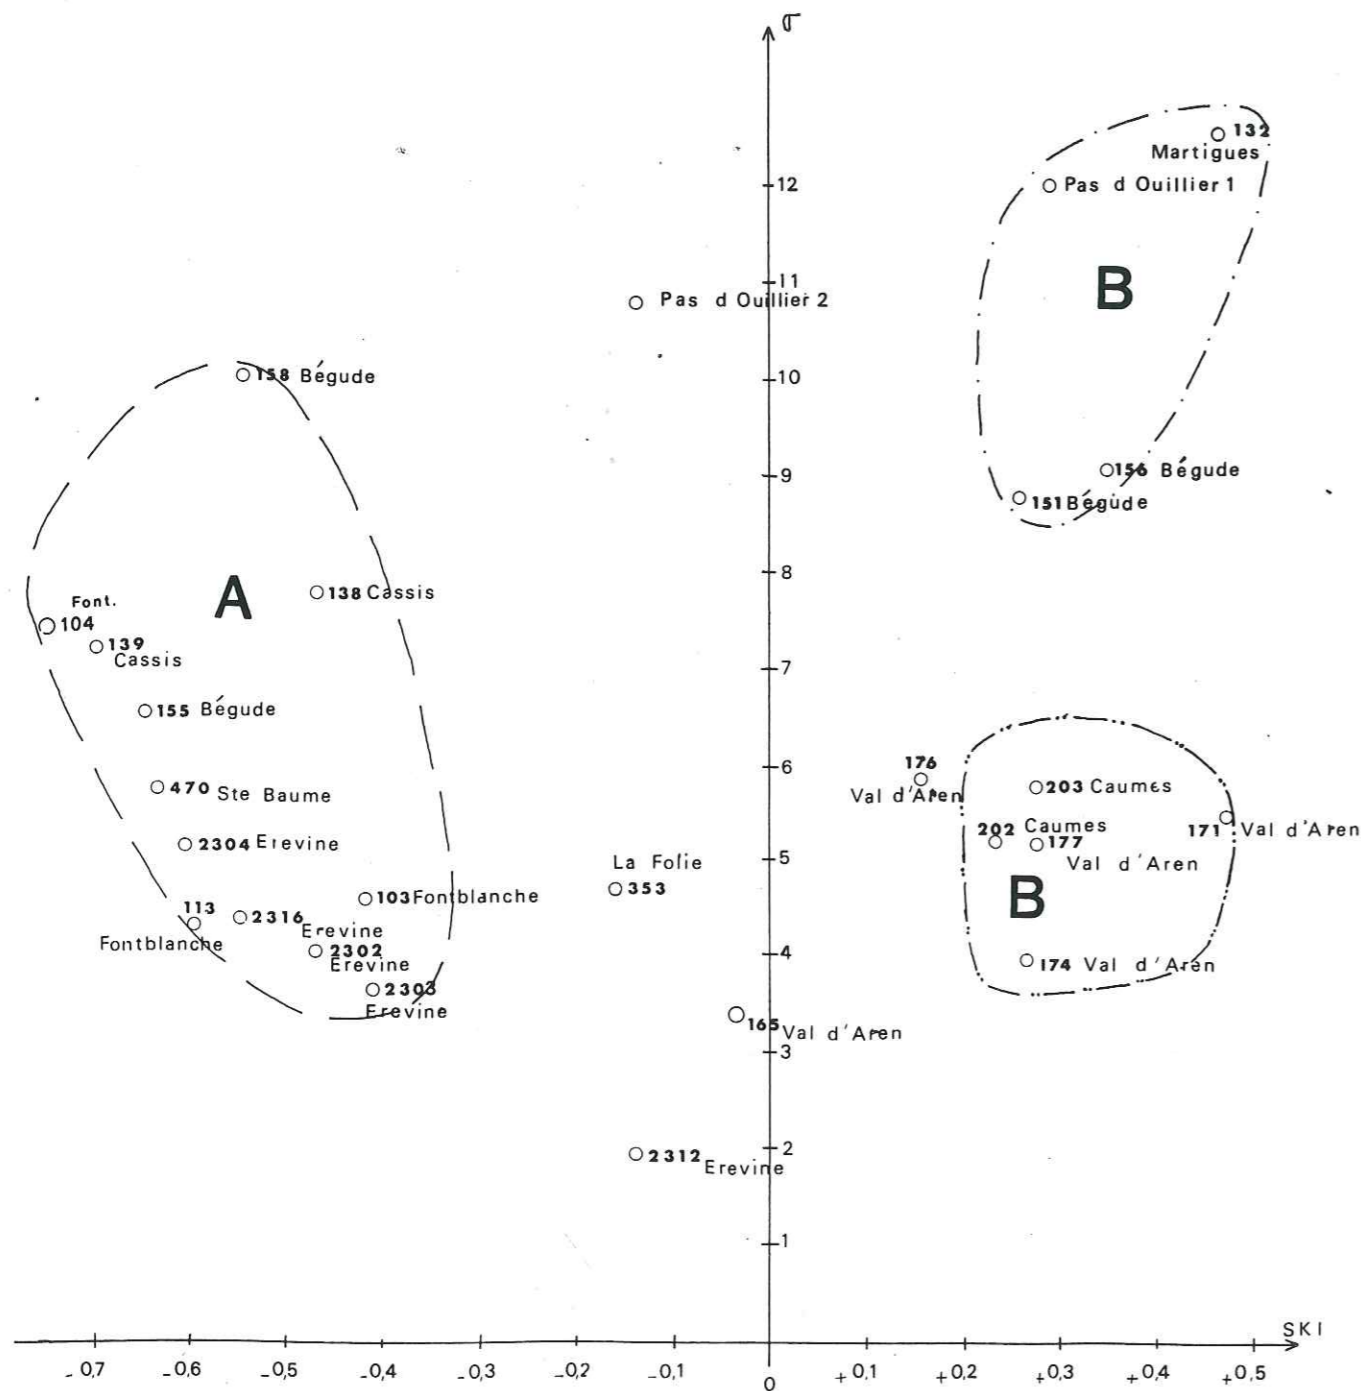 σ
132
Martigues
12
Pas d Ouillier 1
11
B
Pas d Ouillier 2
10
158 Bégude
9
156 Bégude
151 Bégude
8
A
138 Cassis
Font.
104
139
Cassis
7
155 Bégude
6
176
Val d'Aren
203 Caumes
470 Ste Baume
202 Caumes
171 Val d'Aren
177
Val d'Aren
2304 Erevine
5
La Folie
353
103 Fontblanche
B
113
Fontblanche
2316
Erevine
4
2302
Erevine
174 Val d'Aren
2303
Erevine
165 Val d'Aren
3
2
2312 Erevine
1
SKI
-0,7 -0,6 -0,5 -0,4 -0,3 -0,2 -0,1 0 +0,1 +0,2 +0,3 +0,4 +0,5